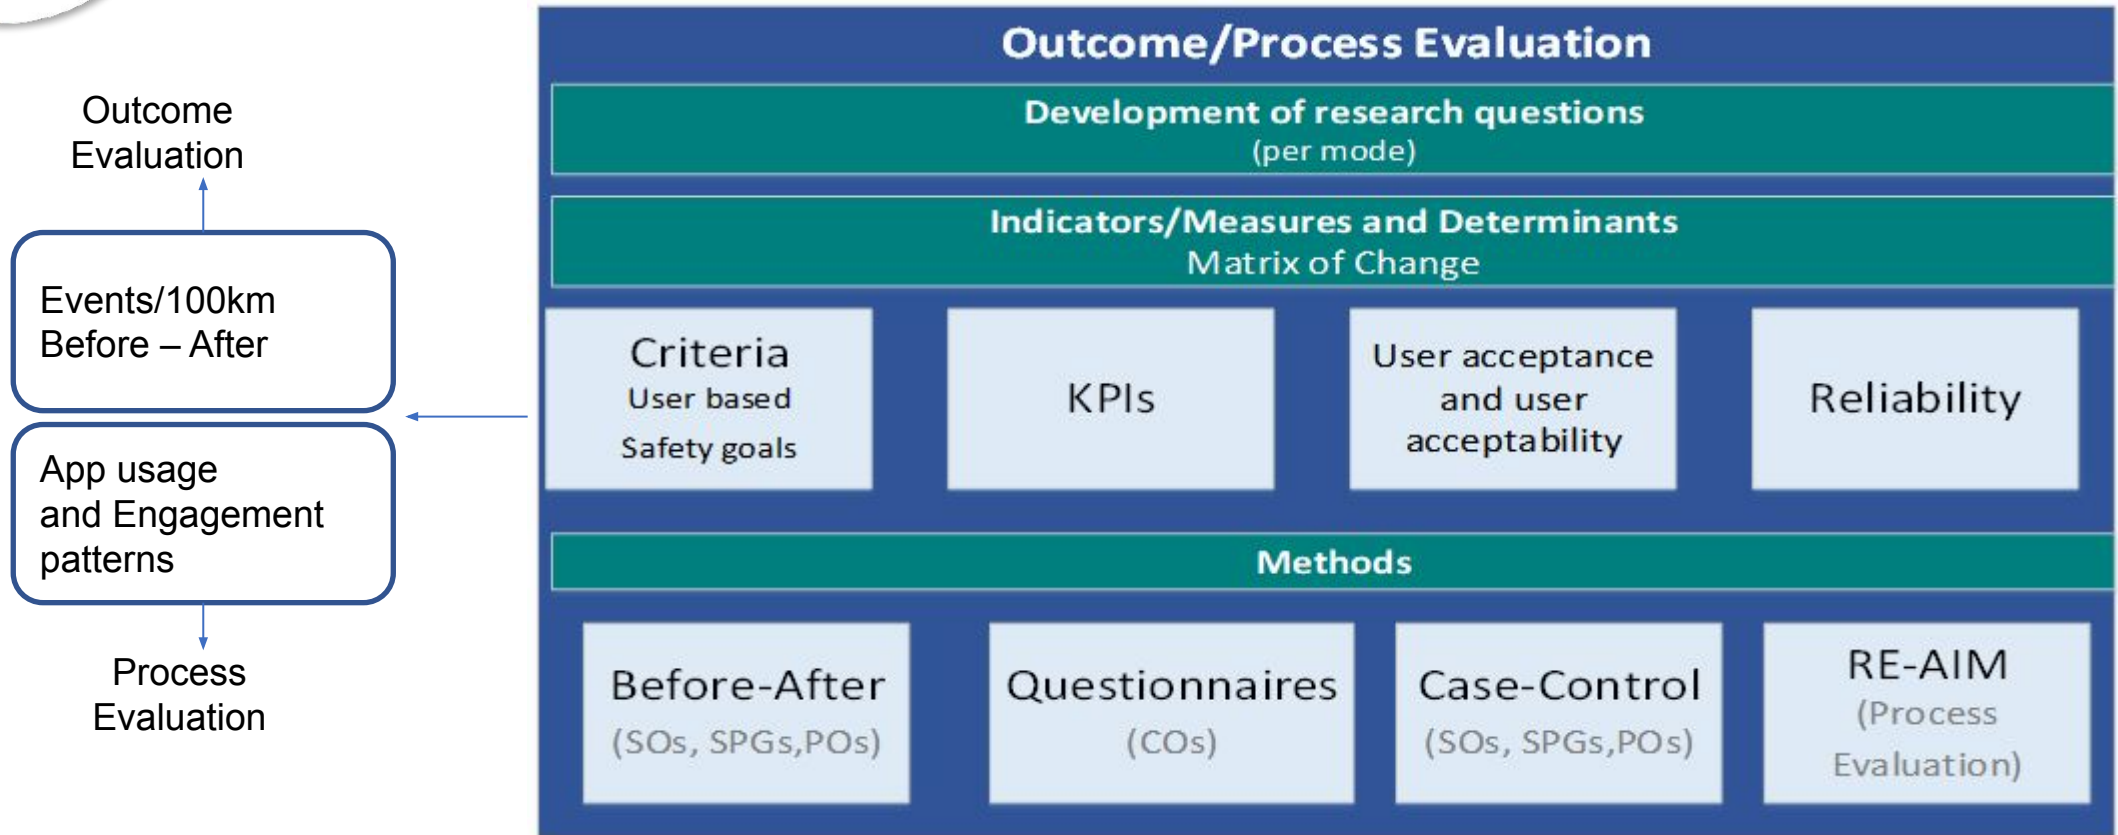 Outcome
Evaluation
Events/100km
Before – After
App usage
and Engagement
patterns
Process
Evaluation
Outcome/Process Evaluation
Development of research questions
(per mode)
Indicators/Measures and Determinants
Matrix of Change
Criteria
User based
Safety goals
KPIs
User acceptance
and user
acceptability
Reliability
Methods
Before-After
(SOs, SPGs,POs)
Questionnaires
(COs)
Case-Control
(SOs, SPGs,POs)
RE-AIM
(Process
Evaluation)